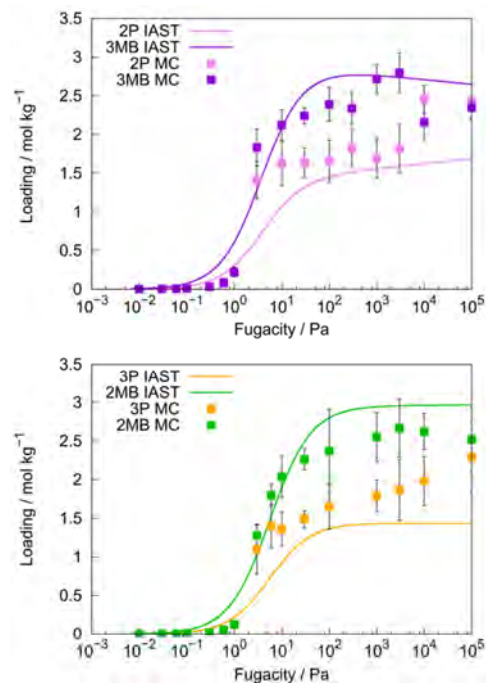 3.5
2P IAST
3MB IAST
3
2P MC
3MB MC
2.5
2
1.5
1
0.5
0
Loading / mol kg⁻¹
10⁻³ 10⁻² 10⁻¹ 10⁰ 10¹ 10² 10³ 10⁴ 10⁵
Fugacity / Pa
3.5
3P IAST
2MB IAST
3
3P MC
2MB MC
2.5
2
1.5
1
0.5
0
Loading / mol kg⁻¹
10⁻³ 10⁻² 10⁻¹ 10⁰ 10¹ 10² 10³ 10⁴ 10⁵
Fugacity / Pa